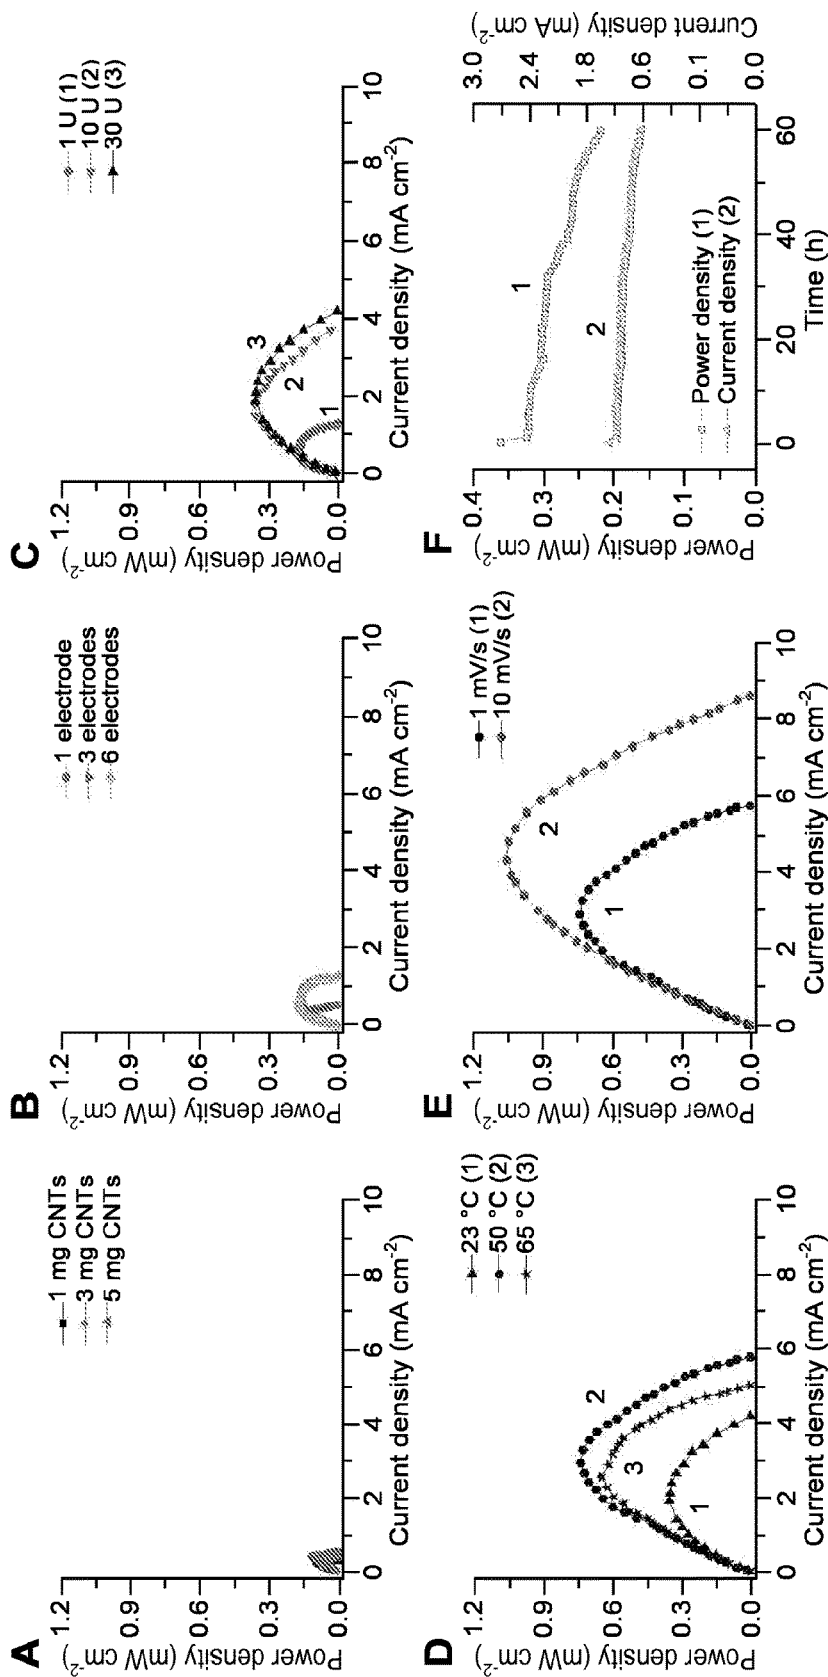 A
1.2
0.9
0.6
0.3
0.0
Power density (mW cm⁻²)
1 mg CNTs
3 mg CNTs
5 mg CNTs
0 2 4 6 8 10
Current density (mA cm⁻²)
B
1.2
0.9
0.6
0.3
0.0
Power density (mW cm⁻²)
1 electrode
3 electrodes
6 electrodes
0 2 4 6 8 10
Current density (mA cm⁻²)
C
1.2
0.9
0.6
0.3
0.0
Power density (mW cm⁻²)
1 U (1)
10 U (2)
30 U (3)
3
2
1
0 2 4 6 8 10
Current density (mA cm⁻²)
D
1.2
0.9
0.6
0.3
0.0
Power density (mW cm⁻²)
23 °C (1)
50 °C (2)
65 °C (3)
2
3
1
0 2 4 6 8 10
Current density (mA cm⁻²)
E
1.2
0.9
0.6
0.3
0.0
Power density (mW cm⁻²)
1 mV/s (1)
10 mV/s (2)
2
1
0 2 4 6 8 10
Current density (mA cm⁻²)
F
0.4
0.3
0.2
0.1
0.0
Power density (mW cm⁻²)
1
2
Power density (1)
Current density (2)
0 20 40 60
Time (h)
3.0
2.4
1.8
0.6
0.1
0.0
Current density (mA cm⁻²)